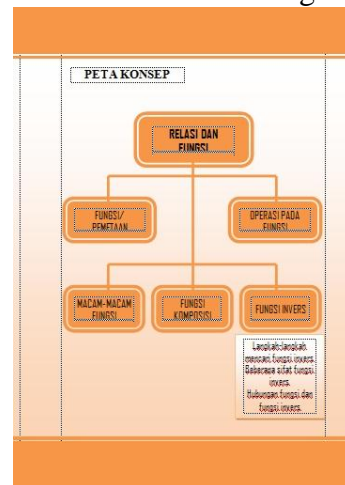 PETA KONSEP
RELASI DAN
FUNGSI
FUNGSI/
PEMETAAN
OPERASI PADA
FUNGSI
MACAM-MACAM
FUNGSI
FUNGSI
KOMPOSISI
FUNGSI INVERS
Langkah-langkah
mencari fungsi invers.
Beberapa sifat fungsi
invers.
Hubungan fungsi dan
fungsi invers.